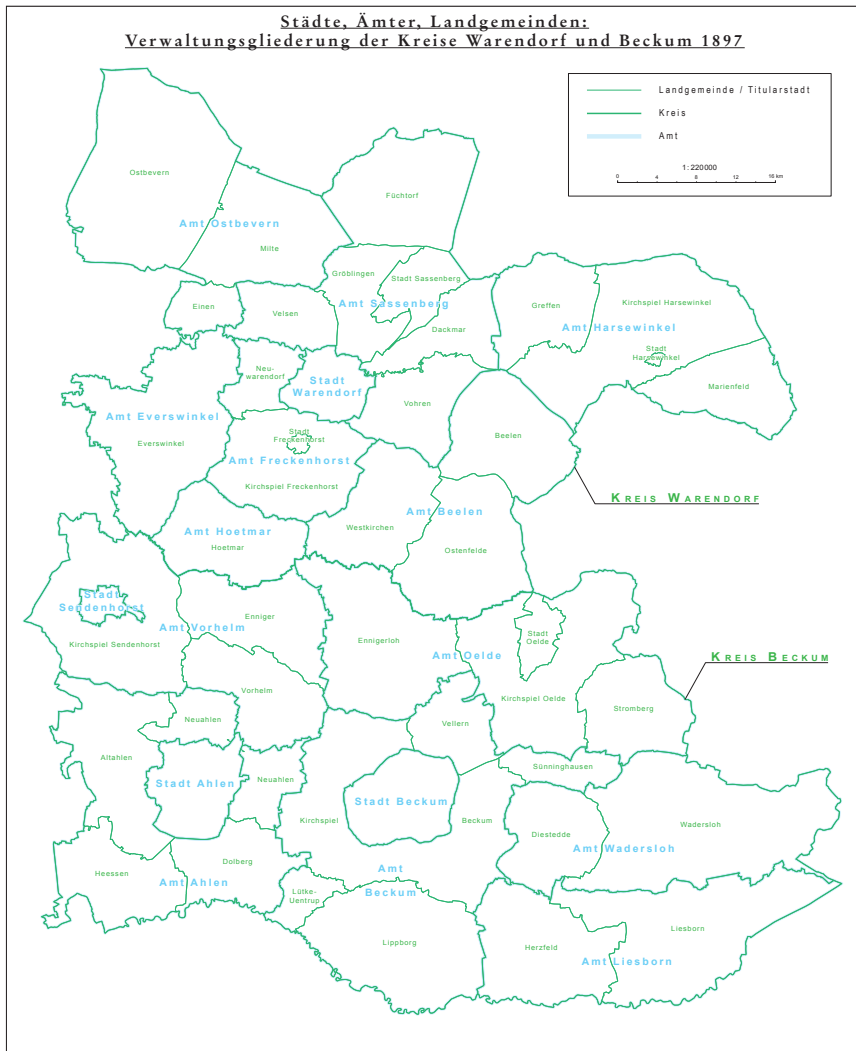 Städte, Ämter, Landgemeinden:
Verwaltungsgliederung der Kreise Warendorf und Beckum 1897
Landgemeinde / Titularstadt
Kreis
Amt
1: 220000
0 4 8 12 16 km
Ostbevern
Füchtorf
Amt Ostbevern
Milte
Gröblingen
Stadt Sassenberg
Amt Sassenberg
Dackmar
Einen
Velsen
Greffen
Kirchspiel Harsewinkel
Amt Harsewinkel
Stadt
Harsewinkel
Marienfeld
Neu-
warendorf
Stadt
Warendorf
Vohren
Beelen
Amt Everswinkel
Everswinkel
Stadt
Freckenhorst
Amt Freckenhorst
Kirchspiel Freckenhorst
KREIS WARENDORF
Amt Beelen
Westkirchen
Ostenfelde
Amt Hoetmar
Hoetmar
Stadt
Sendenhorst
Amt Vorhelm
Kirchspiel Sendenhorst
Enniger
Ennigerloh
Stadt
Oelde
Amt Oelde
KREIS BECKUM
Vorhelm
Kirchspiel Oelde
Stromberg
Neuahlen
Vellern
Altahlen
Sünninghausen
Stadt Ahlen
Neuahlen
Stadt Beckum
Kirchspiel
Beckum
Diestedde
Wadersloh
Amt Wadersloh
Heessen
Dolberg
Amt Ahlen
Amt
Beckum
Lütke-
Uentrup
Lippborg
Herzfeld
Liesborn
Amt Liesborn